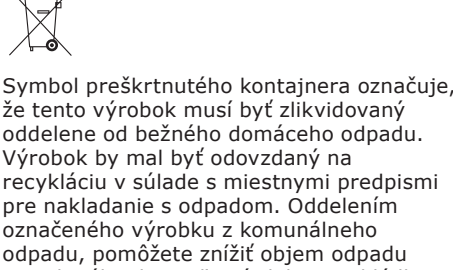 Symbol preškrtnutého kontajnera označuje,
že tento výrobok musí byť zlikvidovaný
oddelene od bežného domáceho odpadu.
Výrobok by mal byť odovzdaný na
recykláciu v súlade s miestnymi predpismi
pre nakladanie s odpadom. Oddelením
označeného výrobku z komunálneho
odpadu, pomôžete znížiť objem odpadu